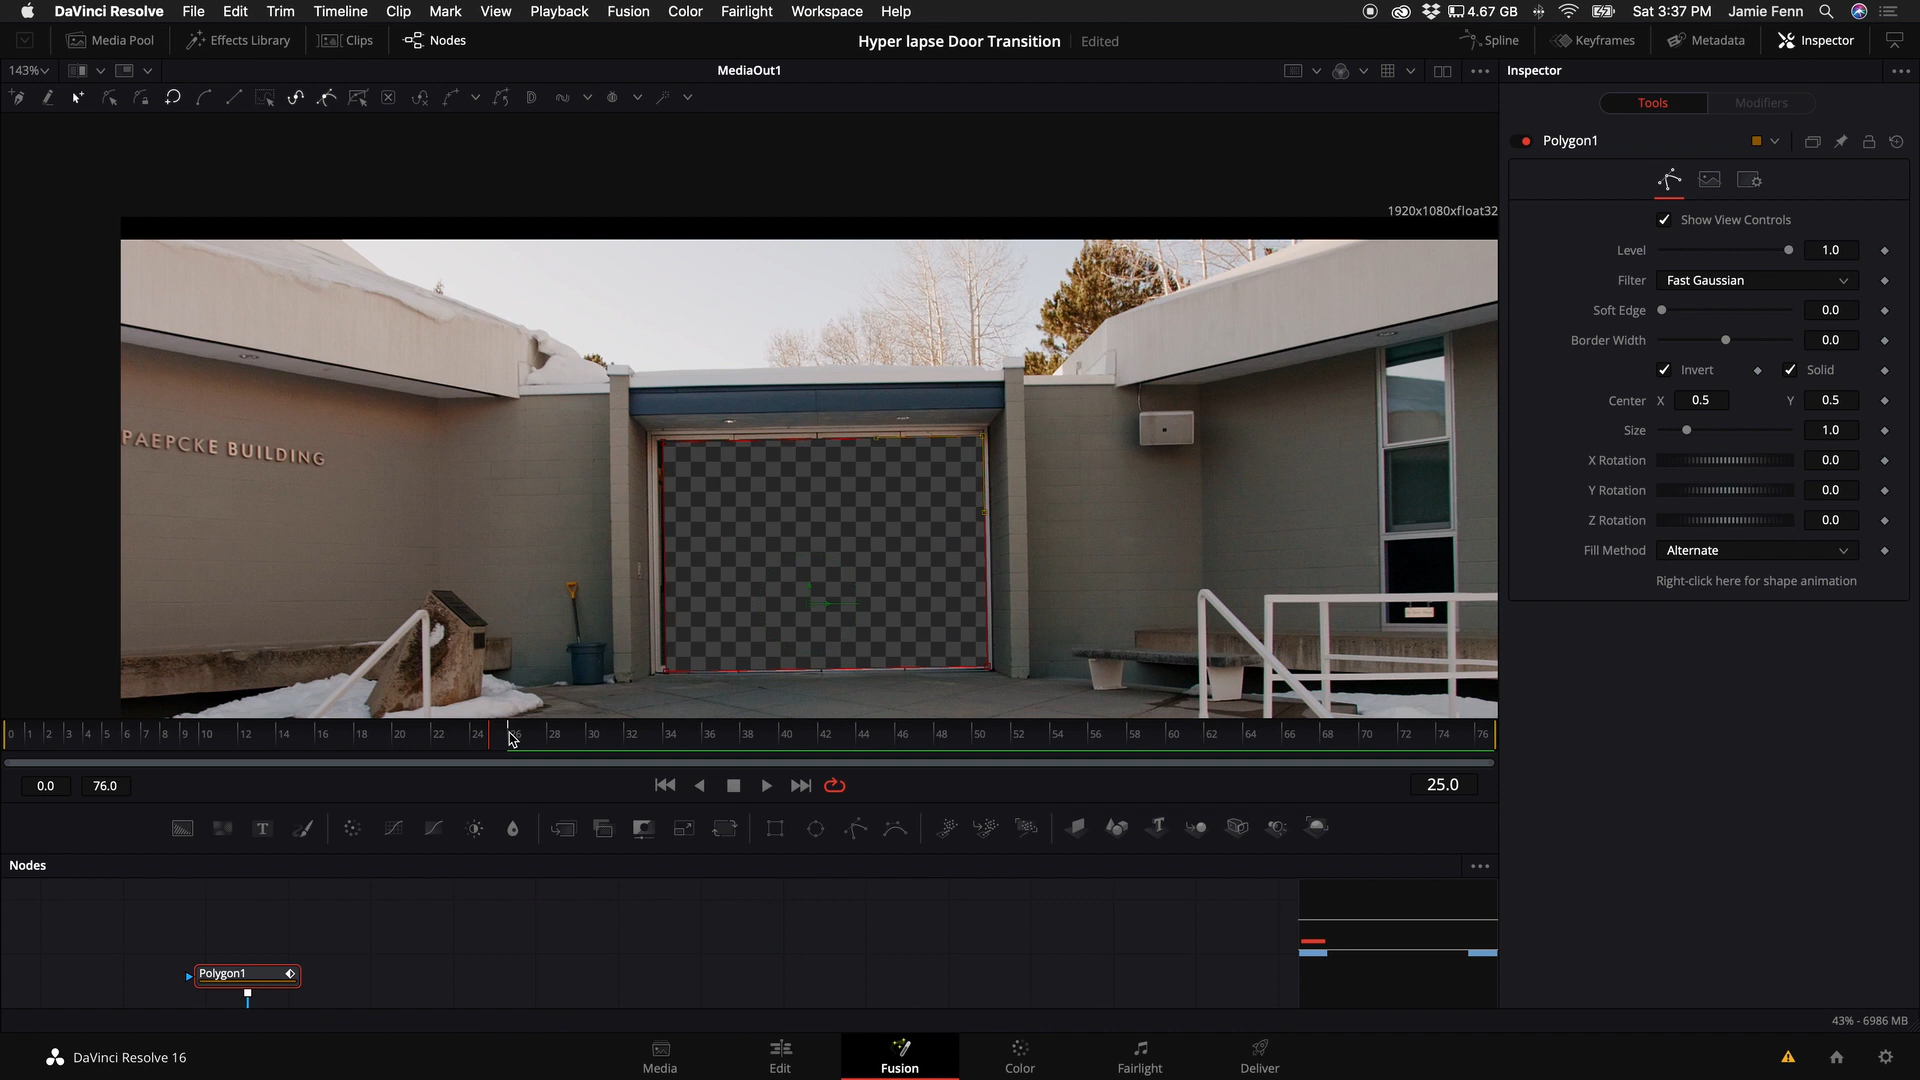 DaVinci Resolve File Edit Trim Timeline Clip Mark View Playback Fusion Color Fairlight Workspace Help 4.67 GB Sat 3:37 PM Jamie Fenn
Media Pool Effects Library Clips Nodes Hyper lapse Door Transition Edited Spline Keyframes Metadata Inspector
143% MediaOut1 Inspector
Tools Modifiers
Polygon1
1920x1080xfloat32
Show View Controls
Level 1.0
Filter Fast Gaussian
Soft Edge 0.0
Border Width 0.0
Invert Solid
Center X 0.5 Y 0.5
Size 1.0
X Rotation 0.0
Y Rotation 0.0
Z Rotation 0.0
Fill Method Alternate
Right-click here for shape animation
PAEPCKE BUILDING
0 1 2 3 4 5 6 7 8 9 10 12 14 16 18 20 22 24 26 28 30 32 34 36 38 40 42 44 46 48 50 52 54 56 58 60 62 64 66 68 70 72 74 76
0.0 76.0 25.0
Nodes
Polygon1
43% - 6986 MB
DaVinci Resolve 16
Media Edit Fusion Color Fairlight Deliver